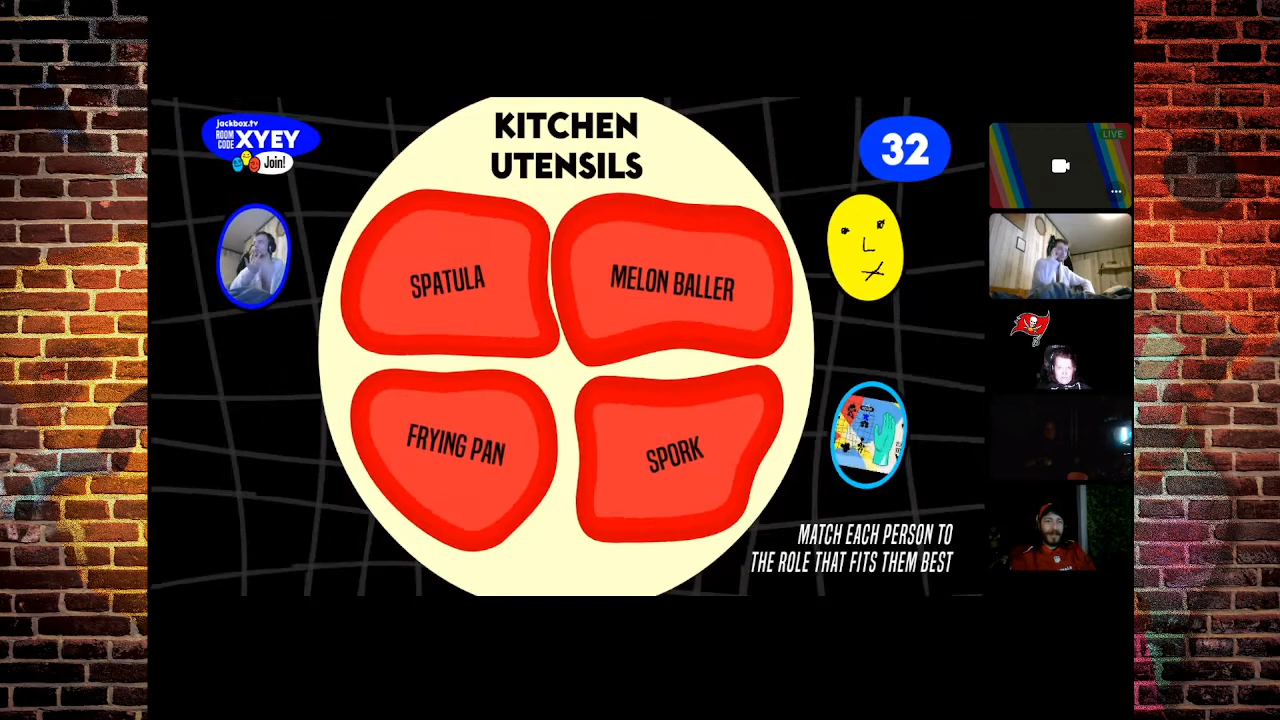 jackbox.tv
ROOM
CODE
XYEY
Join!
KITCHEN
UTENSILS
32
LIVE
SPATULA
MELON BALLER
FRYING PAN
SPORK
MATCH EACH PERSON TO
THE ROLE THAT FITS THEM BEST